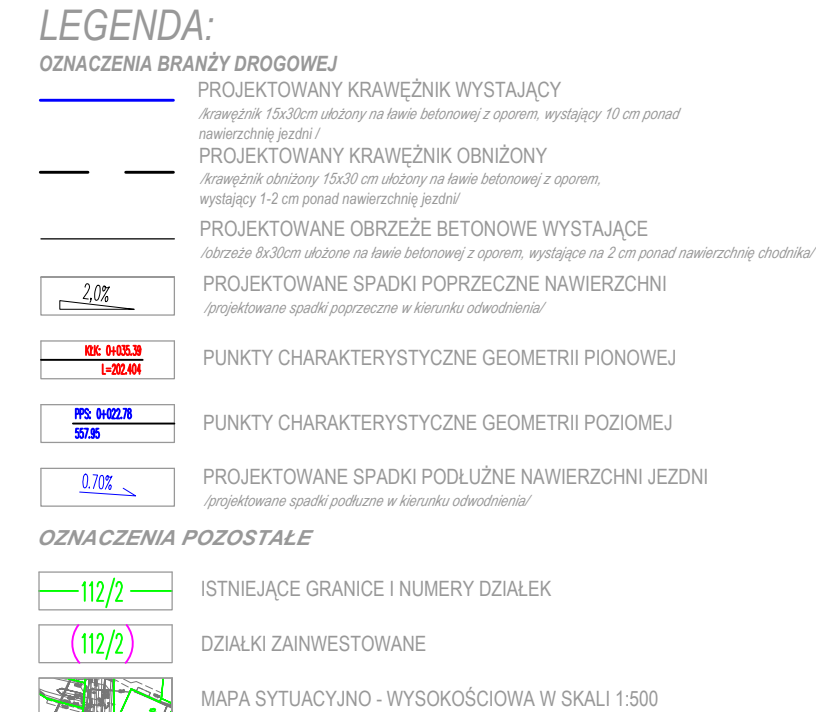 LEGENDA:
OZNACZENIA BRANŻY DROGOWEJ
PROJEKTOWANY KRAWĘŻNIK WYSTAJĄCY
/krawężnik 15x30cm ułożony na ławie betonowej z oporem, wystający 10 cm ponad
nawierzchnię jezdni /
PROJEKTOWANY KRAWĘŻNIK OBNIŻONY
/krawężnik obniżony 15x30 cm ułożony na ławie betonowej z oporem,
wystający 1-2 cm ponad nawierzchnię jezdni/
PROJEKTOWANE OBRZEŻE BETONOWE WYSTAJĄCE
/obrzeże 8x30cm ułożone na ławie betonowej z oporem, wystające na 2 cm ponad nawierzchnię chodnika/
2,0%
PROJEKTOWANE SPADKI POPRZECZNE NAWIERZCHNI
/projektowane spadki poprzeczne w kierunku odwodnienia/
KŁK: 0+035.39
L=202.404
PUNKTY CHARAKTERYSTYCZNE GEOMETRII PIONOWEJ
PPS: 0+022.78
557.95
PUNKTY CHARAKTERYSTYCZNE GEOMETRII POZIOMEJ
0.70%
PROJEKTOWANE SPADKI PODŁUŻNE NAWIERZCHNI JEZDNI
/projektowane spadki podłuzne w kierunku odwodnienia/
OZNACZENIA POZOSTAŁE
112/2
ISTNIEJĄCE GRANICE I NUMERY DZIAŁEK
(112/2)
DZIAŁKI ZAINWESTOWANE
MAPA SYTUACYJNO - WYSOKOŚCIOWA W SKALI 1:500